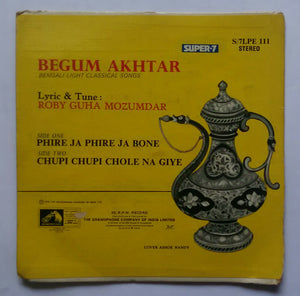 SUPER-7
S/7LPE 111
STEREO
BEGUM AKHTAR
BENGALI LIGHT CLASSICAL SONGS
Lyric & Tune :
ROBY GUHA MOZUMDAR
SIDE ONE
PHIRE JA PHIRE JA BONE
SIDE TWO
CHUPI CHUPI CHOLE NA GIYE
45 R.P.M. RECORD
THE GRAMOPHONE COMPANY OF INDIA LIMITED
COVER ASHOK NANDY